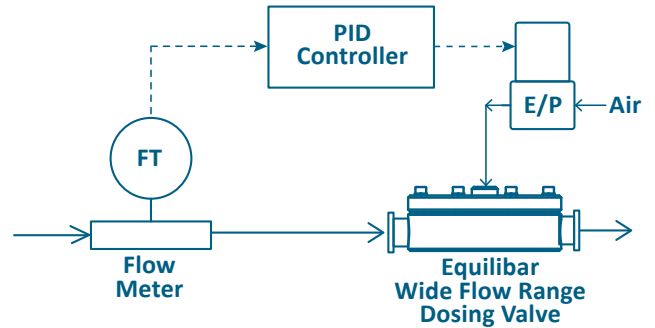 PID
Controller
E/P
Air
FT
Flow
Meter
Equilibar
Wide Flow Range
Dosing Valve